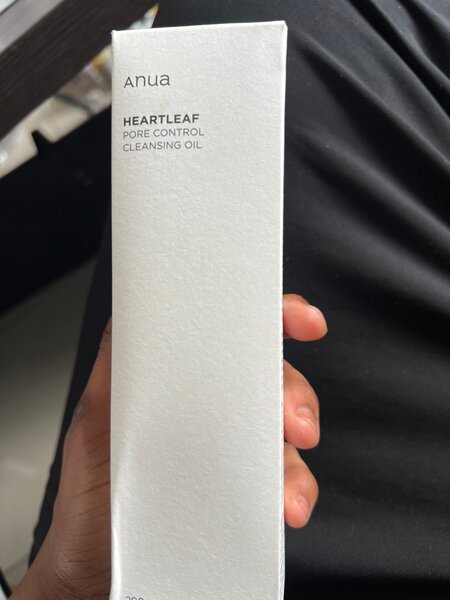 Anua
HEARTLEAF
PORE CONTROL
CLEANSING OIL